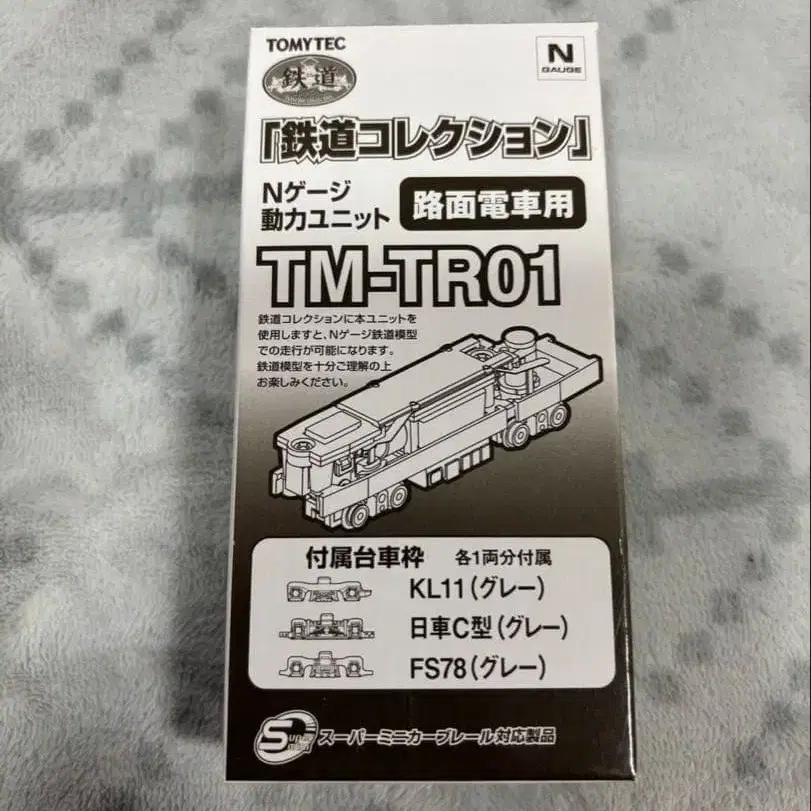 TOMYTEC
鉄道
N
GAUGE
「鉄道コレクション」
Nゲージ
動力ユニット
路面電車用
TM-TR01
鉄道コレクションに本ユニットを
使用しますと、Nゲージ鉄道模型
での走行が可能になります。
鉄道模型を十分ご理解の上
お楽しみください。
付属台車枠 各1両分付属
KL11(グレー)
日車C型(グレー)
FS78(グレー)
スーパーミニカーブレール対応製品